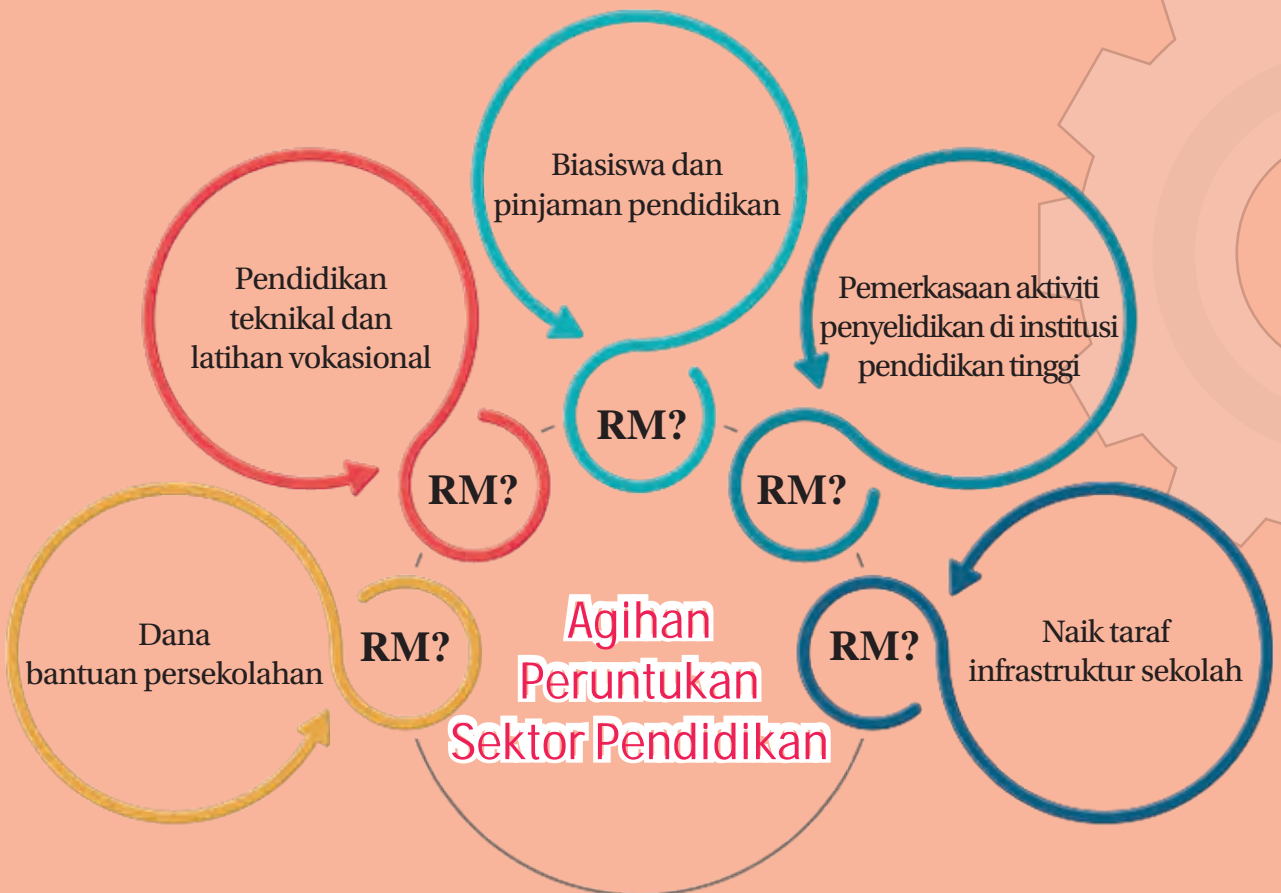 Biasiswa dan
pinjaman pendidikan
RM?
Pendidikan
teknikal dan
latihan vokasional
RM?
Pemerkasaan aktiviti
penyelidikan di institusi
pendidikan tinggi
RM?
Dana
bantuan persekolahan
RM?
Naik taraf
infrastruktur sekolah
RM?
Agihan
Peruntukan
Sektor Pendidikan